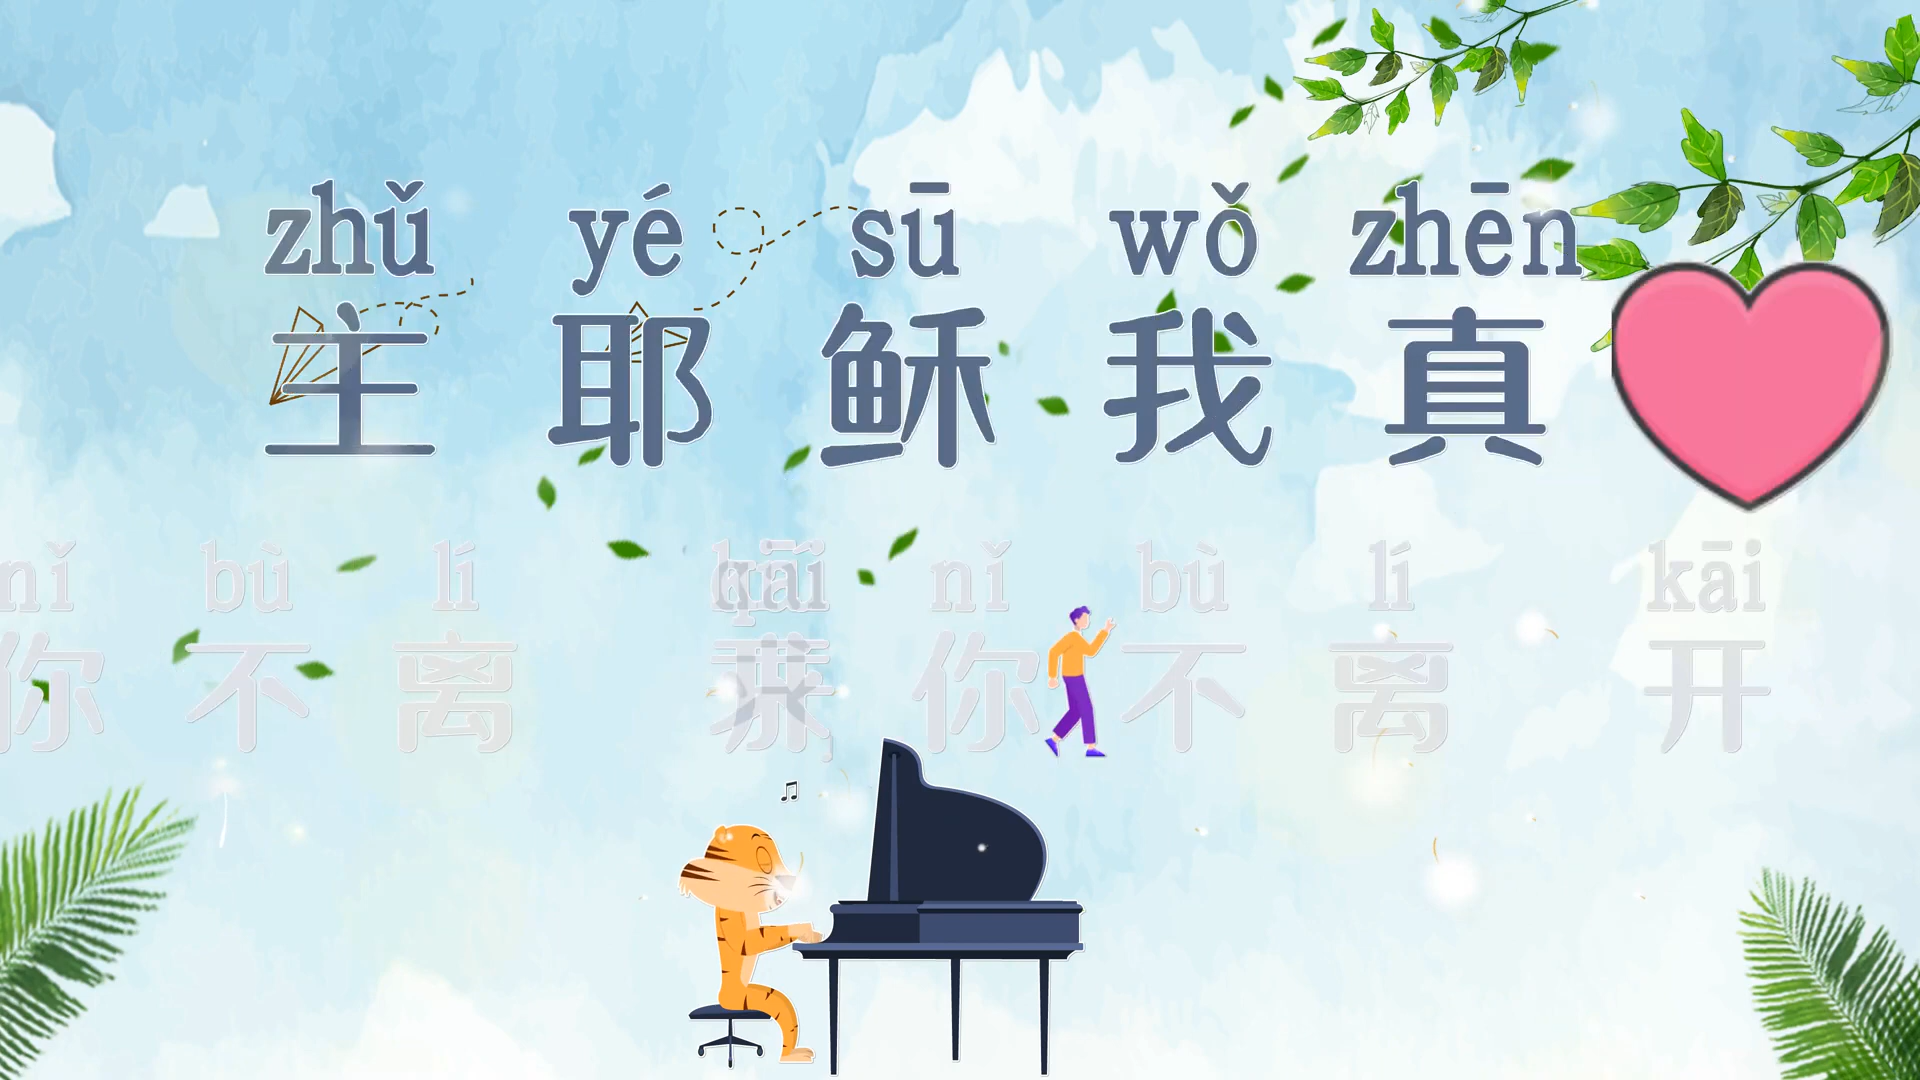 zhǔ yé sū wǒ zhēn
主 耶 稣 我 真
nǐ bù lí kāi nǐ bù lí kāi
你 不 离 你 不 离 开